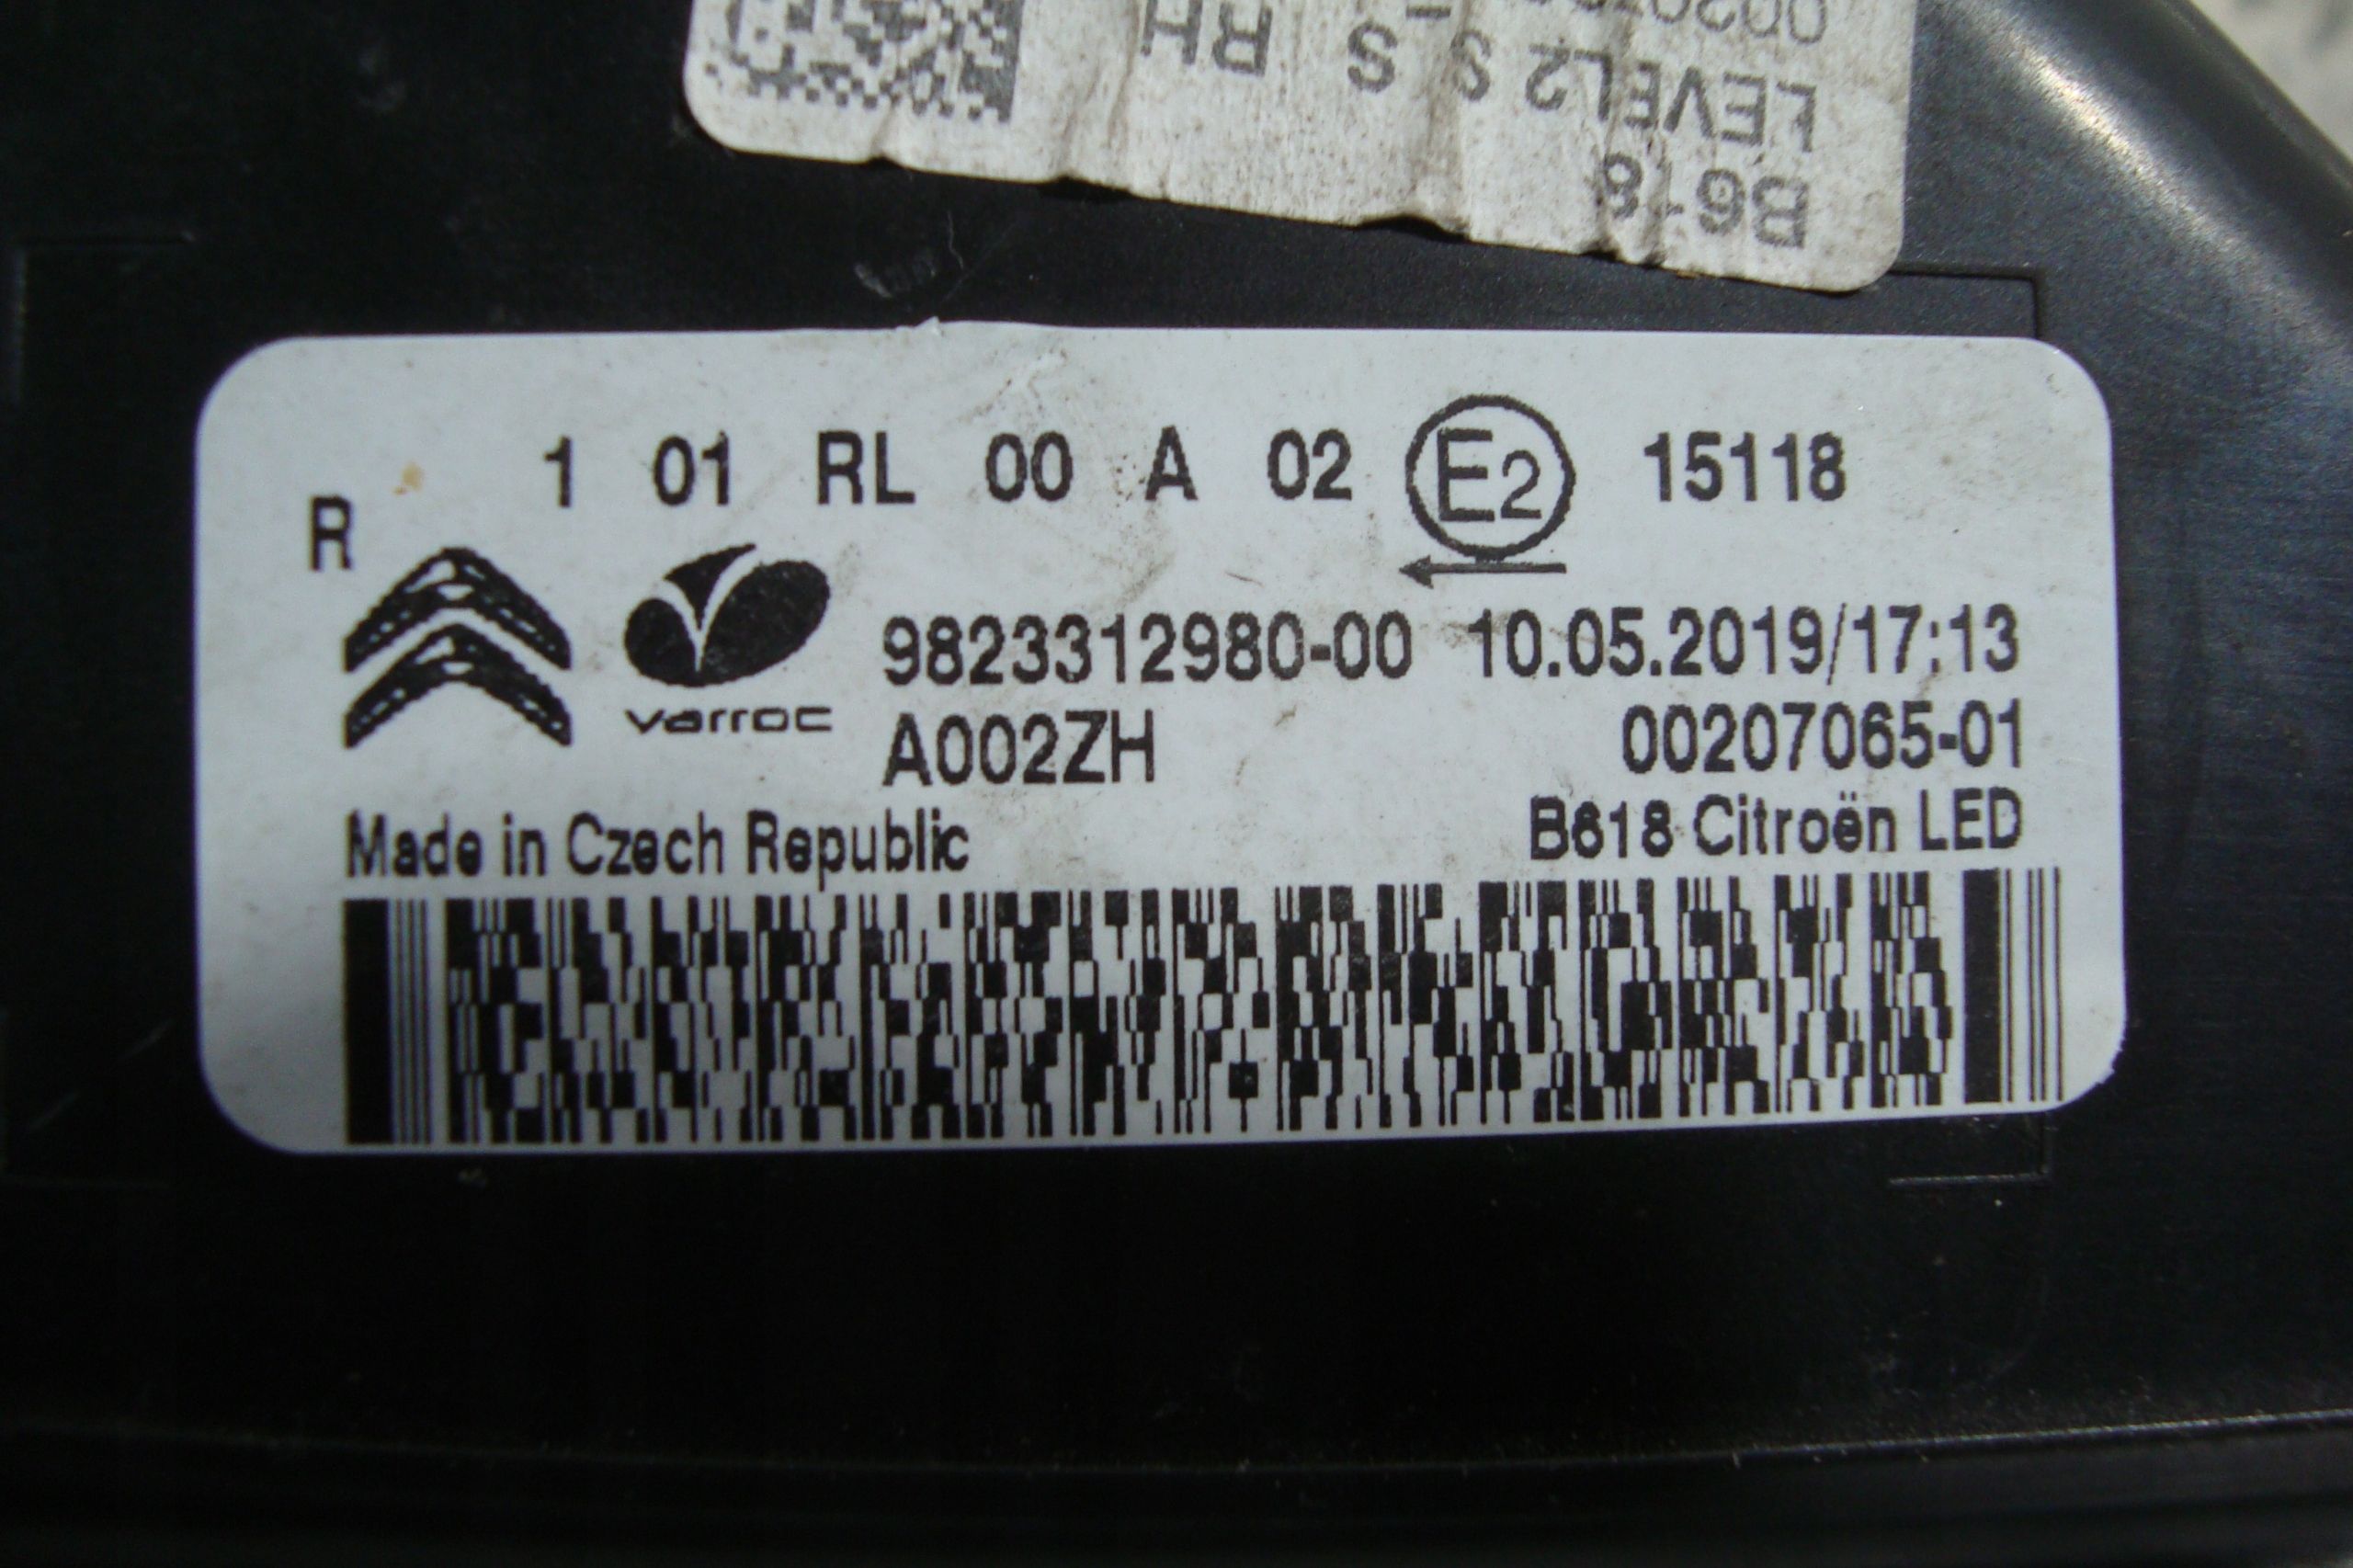 B618
LEVEL2 S S RH
R
1 01 RL 00 A 02 E2 15118
varroc
9823312980-00 10.05.2019/17:13
A002ZH 00207065-01
Made in Czech Republic B618 Citroën LED